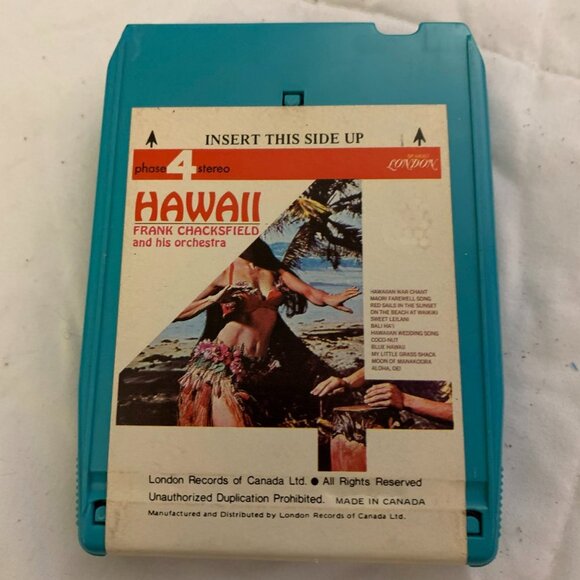 INSERT THIS SIDE UP
phase 4 stereo
LONDON
HAWAII
FRANK CHACKSFIELD
and his orchestra
HAWAIIAN WAR CHANT
MAORI FAREWELL SONG
RED SAILS IN THE SUNSET
ON THE BEACH AT WAIKIKI
SWEET LEILANI
BALI HA'I
HAWAIIAN WEDDING SONG
COCO-NUT
BLUE HAWAII
MY LITTLE GRASS SHACK
MOON OF MANAKOORA
ALOHA, OE!
London Records of Canada Ltd. ● All Rights Reserved
Unauthorized Duplication Prohibited. MADE IN CANADA
Manufactured and Distributed by London Records of Canada Ltd.